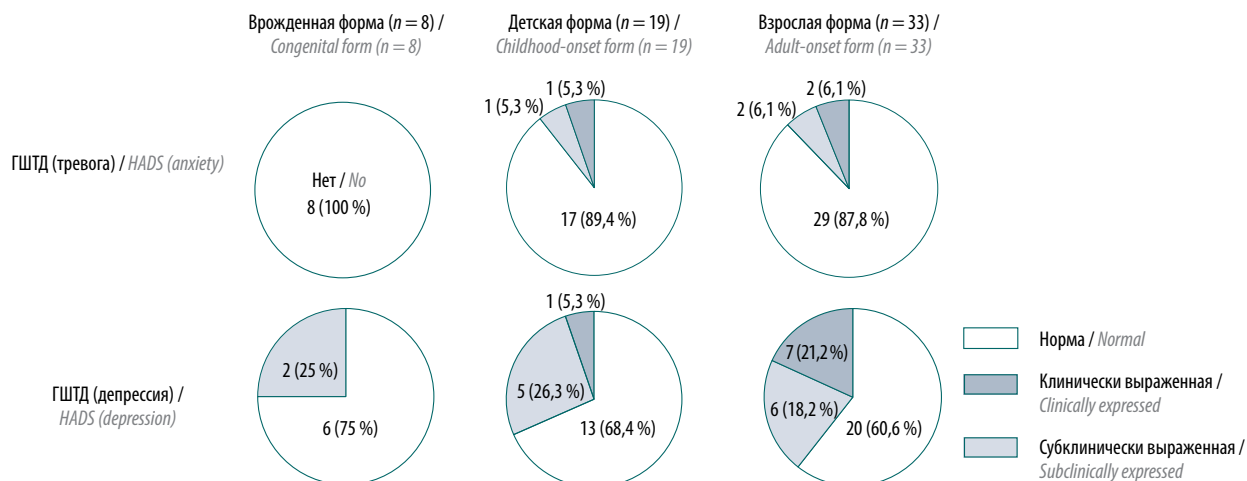 Врожденная форма (n = 8) /
Congenital form (n = 8)
Детская форма (n = 19) /
Childhood-onset form (n = 19)
Взрослая форма (n = 33) /
Adult-onset form (n = 33)
ГШТД (тревога) / HADS (anxiety)
Нет / No
8 (100 %)
1 (5,3 %)
1 (5,3 %)
17 (89,4 %)
2 (6,1 %)
2 (6,1 %)
29 (87,8 %)
ГШТД (депрессия) /
HADS (depression)
2 (25 %)
6 (75 %)
1 (5,3 %)
5 (26,3 %)
13 (68,4 %)
7 (21,2 %)
6 (18,2 %)
20 (60,6 %)
Норма / Normal
Клинически выраженная /
Clinically expressed
Субклинически выраженная /
Subclinically expressed